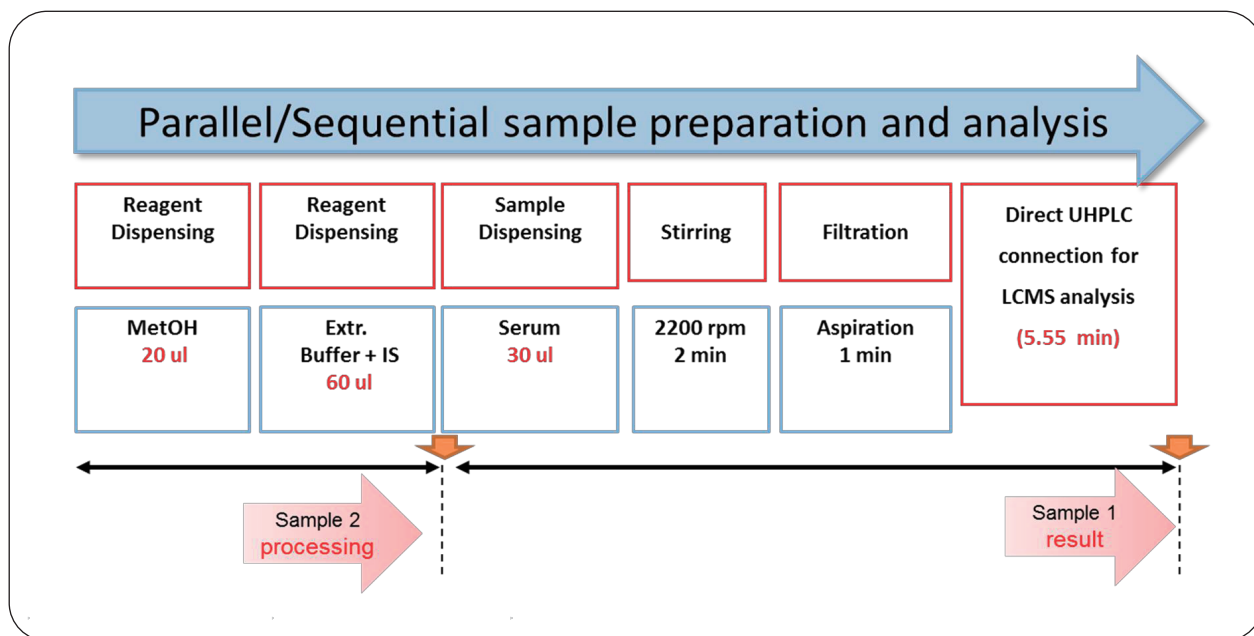 Parallel/Sequential sample preparation and analysis
Reagent
Dispensing
Reagent
Dispensing
Sample
Dispensing
Stirring
Filtration
Direct UHPLC
connection for
LCMS analysis
(5.55 min)
MetOH
20 ul
Extr.
Buffer + IS
60 ul
Serum
30 ul
2200 rpm
2 min
Aspiration
1 min
Sample 2
processing
Sample 1
result